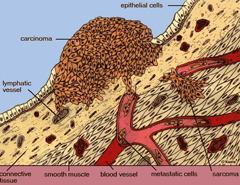 epithelial cells
carcinoma
lymphatic
vessel
connective
tissue
smooth muscle
blood vessel
metastatic cells
sarcoma